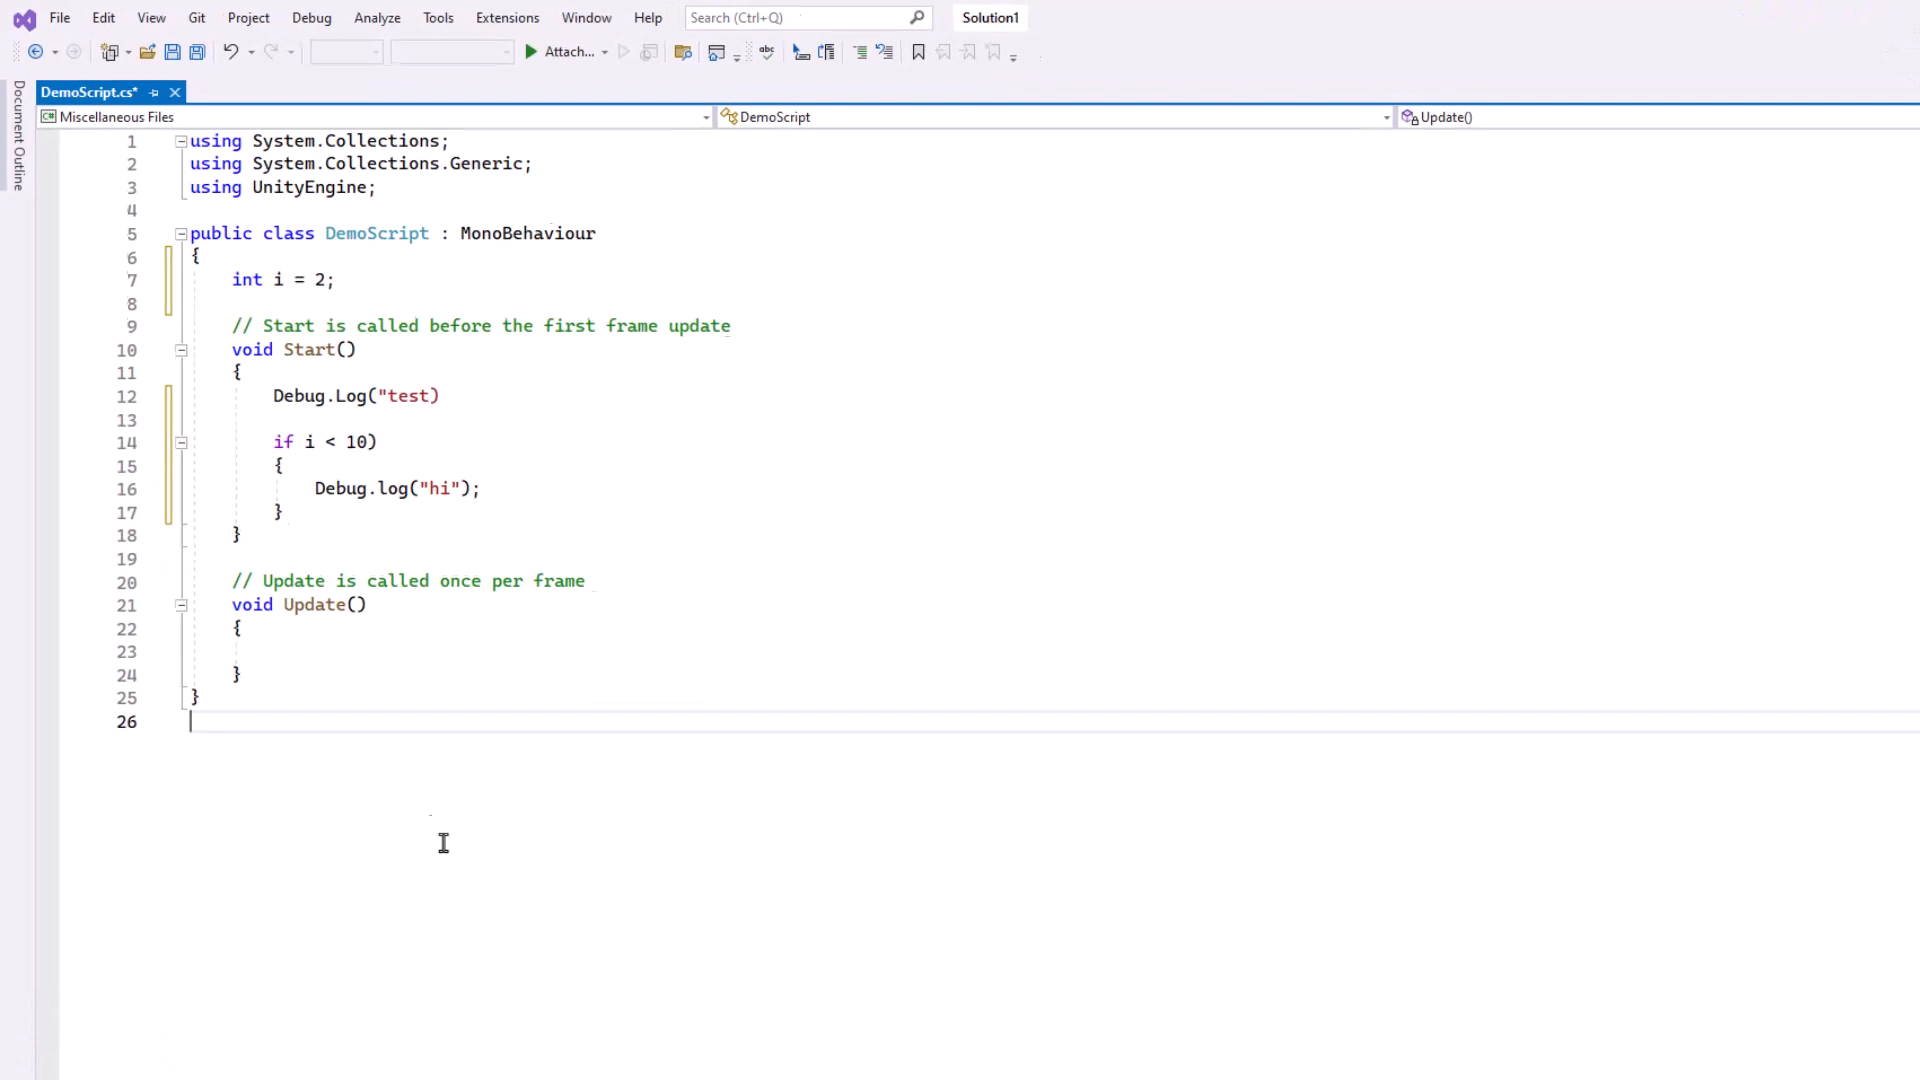 File Edit View Git Project Debug Analyze Tools Extensions Window Help Search (Ctrl+Q) Solution1
Attach...
Document Outline
DemoScript.cs*
C# Miscellaneous Files DemoScript Update()
1 using System.Collections;
2 using System.Collections.Generic;
3 using UnityEngine;
4
5 public class DemoScript : MonoBehaviour
6 {
7 int i = 2;
8
9 // Start is called before the first frame update
10 void Start()
11 {
12 Debug.Log("test)
13
14 if i < 10)
15 {
16 Debug.log("hi");
17 }
18 }
19
20 // Update is called once per frame
21 void Update()
22 {
23
24 }
25 }
26